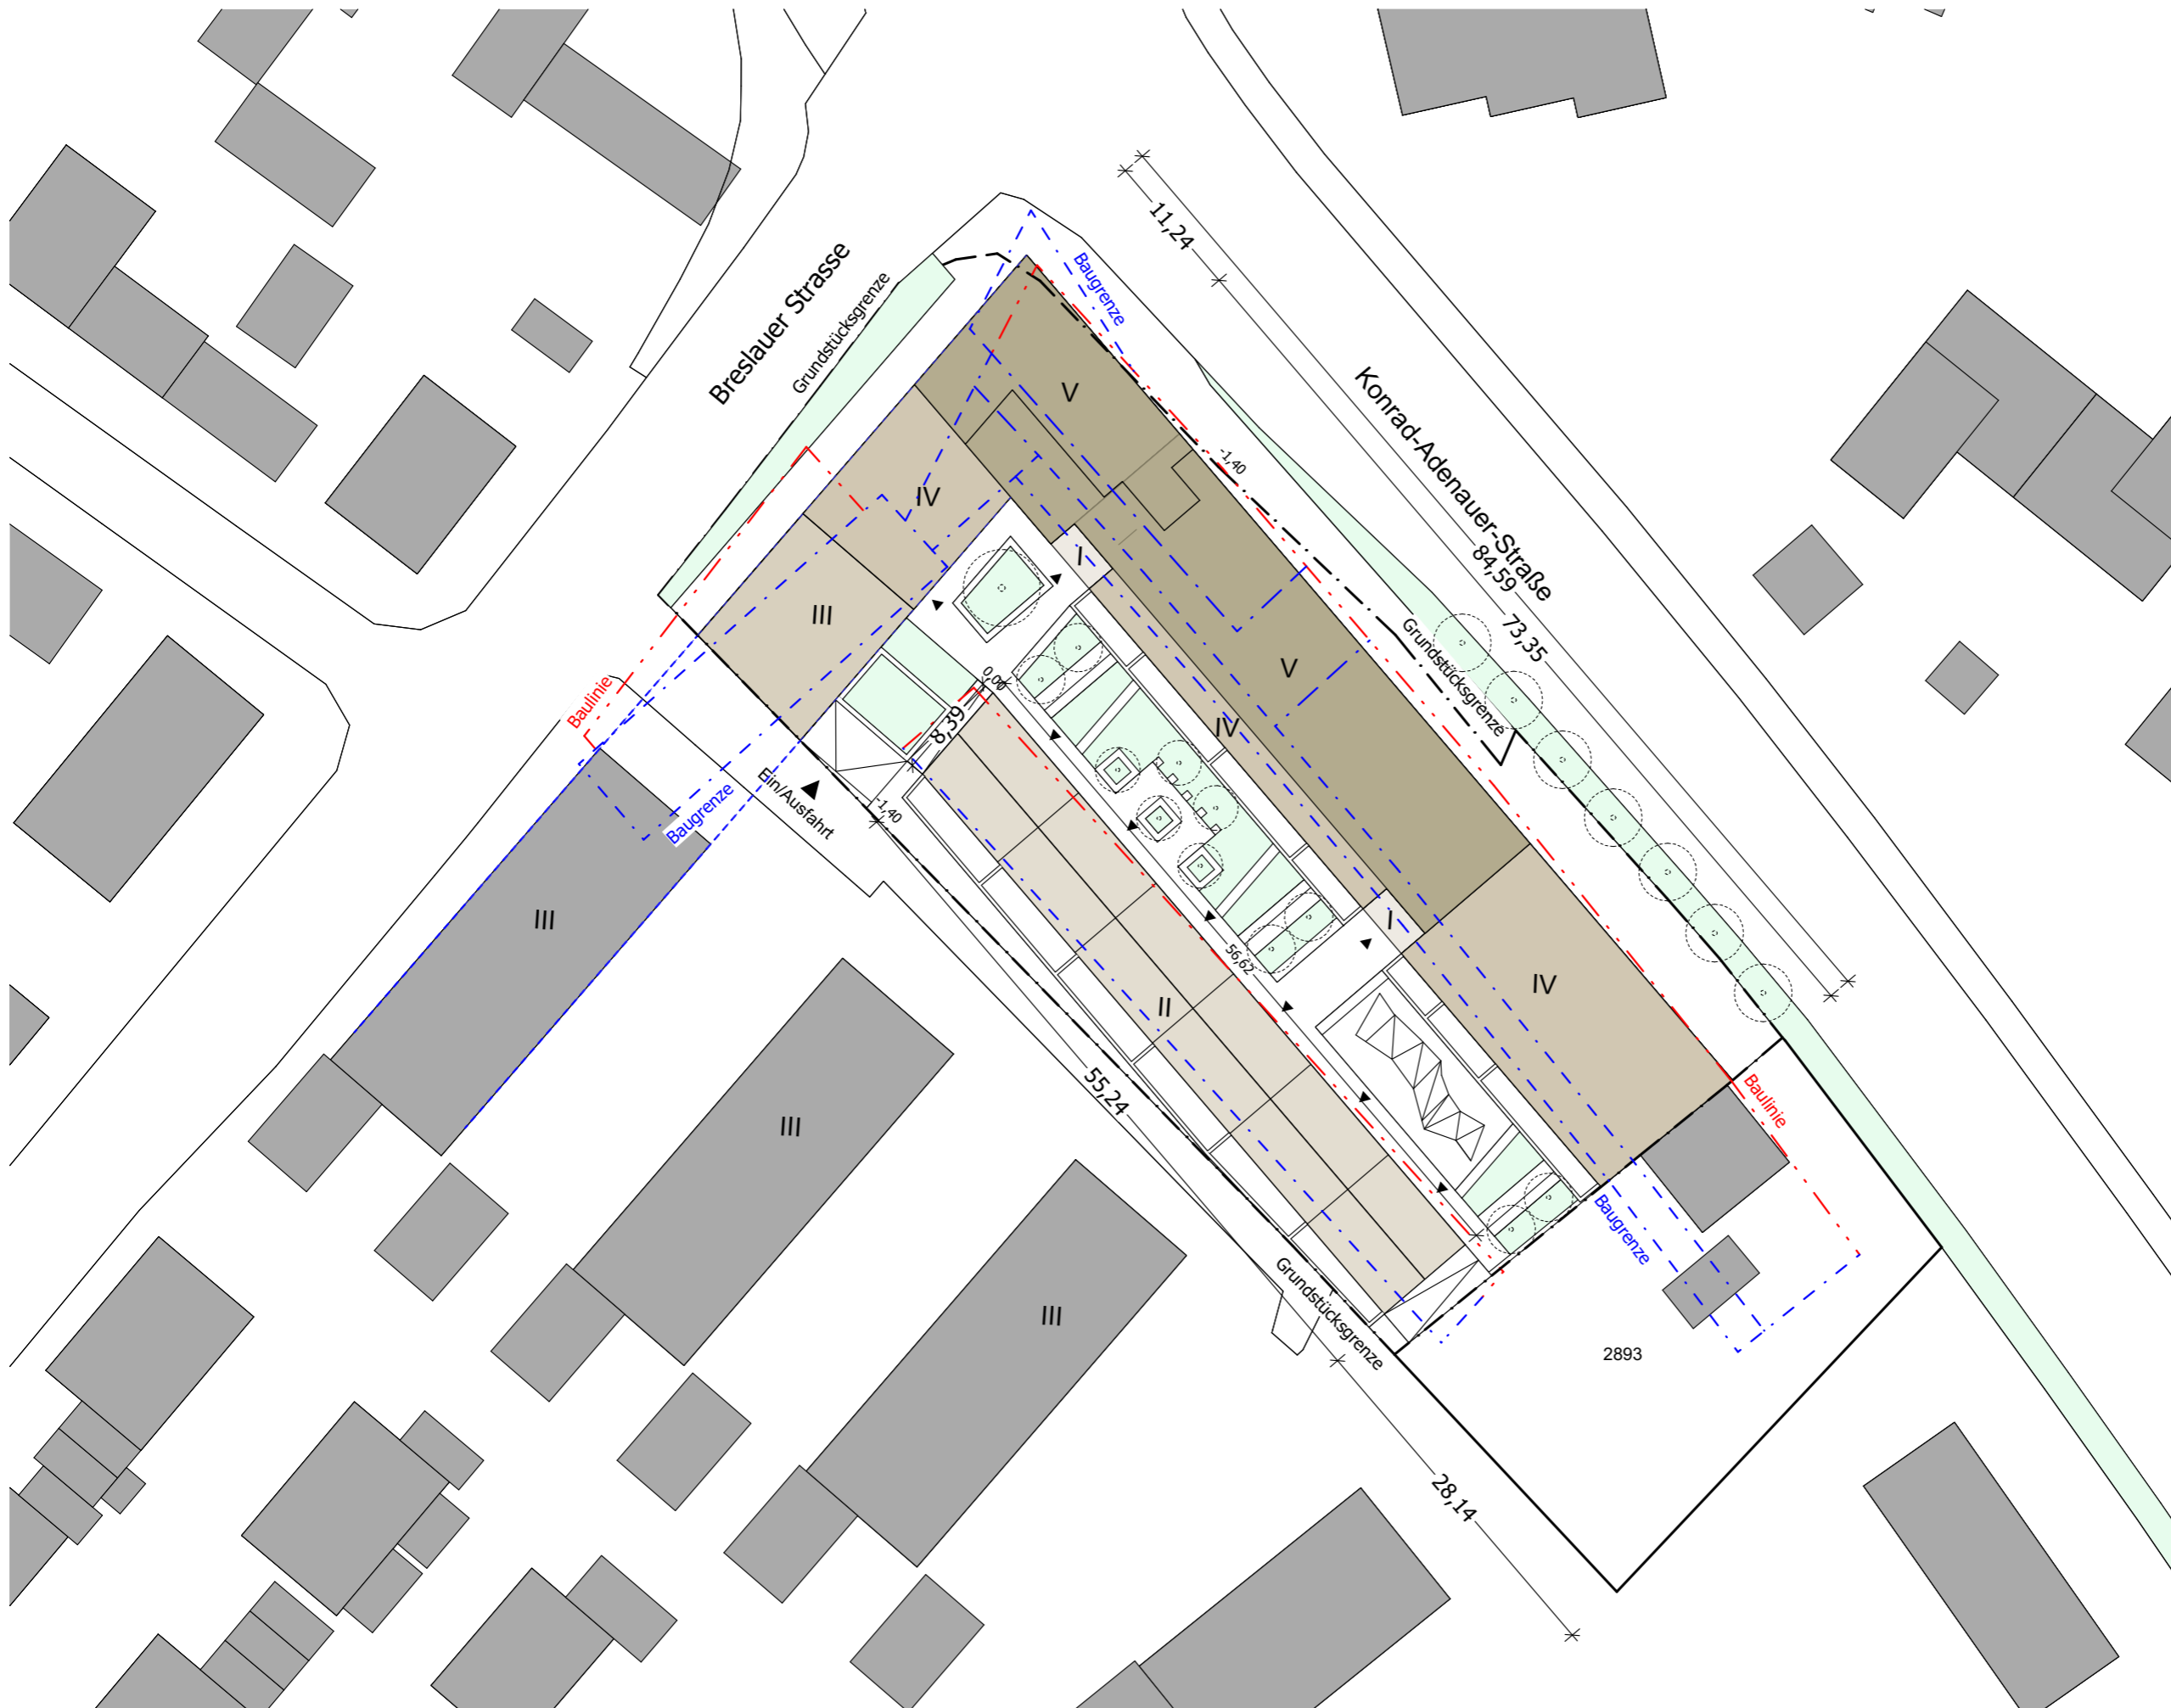 11,24
Baugrenze
Breslauer Strasse
Grundstücksgrenze
V
Konrad-Adenauer-Straße
84,59
73,35
-1,40
IV
I
III
Grundstücksgrenze
V
0,00
Baulinie
8,39
IV
Ein/Ausfahrt
-1,40
Baugrenze
III
I
56,62
IV
II
55,24
Baulinie
III
Baugrenze
III
Grundstücksgrenze
2893
28,14